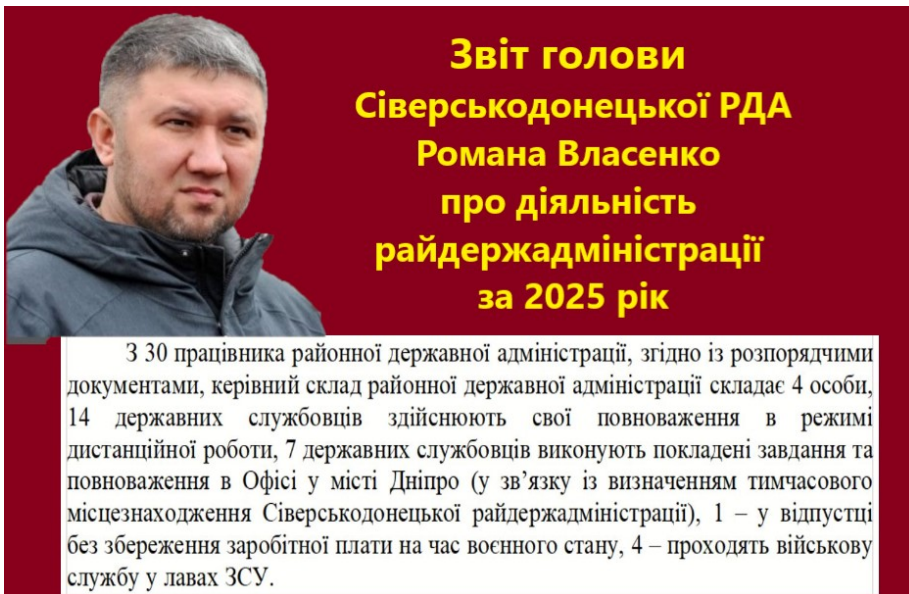 Звіт голови
Сіверськодонецької РДА
Романа Власенко
про діяльність
райдержадміністрації
за 2025 рік
З 30 працівника районної державної адміністрації, згідно із розпорядчими
документами, керівний склад районної державної адміністрації складає 4 особи,
14 державних службовців здійснюють свої повноваження в режимі
дистанційної роботи, 7 державних службовців виконують покладені завдання та
повноваження в Офісі у місті Дніпро (у зв’язку із визначенням тимчасового
місцезнаходження Сіверськодонецької райдержадміністрації), 1 – у відпустці
без збереження заробітної плати на час воєнного стану, 4 – проходять військову
службу у лавах ЗСУ.